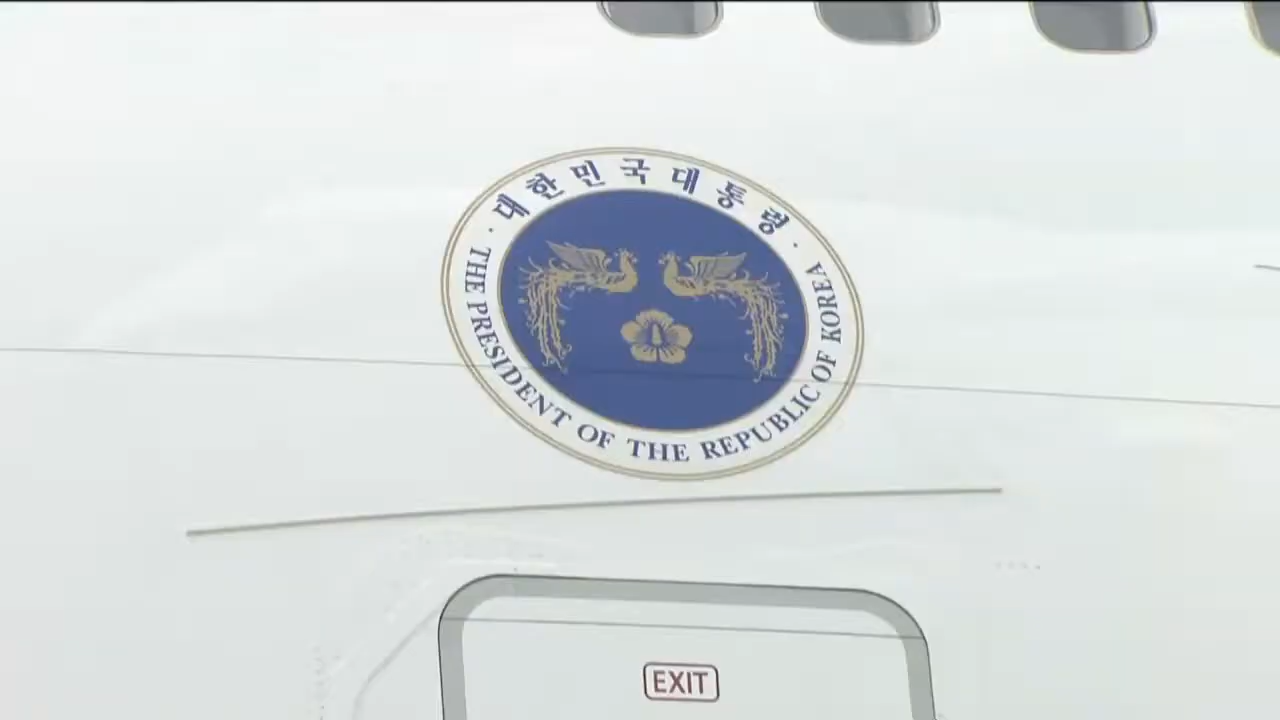 · 대한민국대통령 ·
THE PRESIDENT OF THE REPUBLIC OF KOREA
EXIT